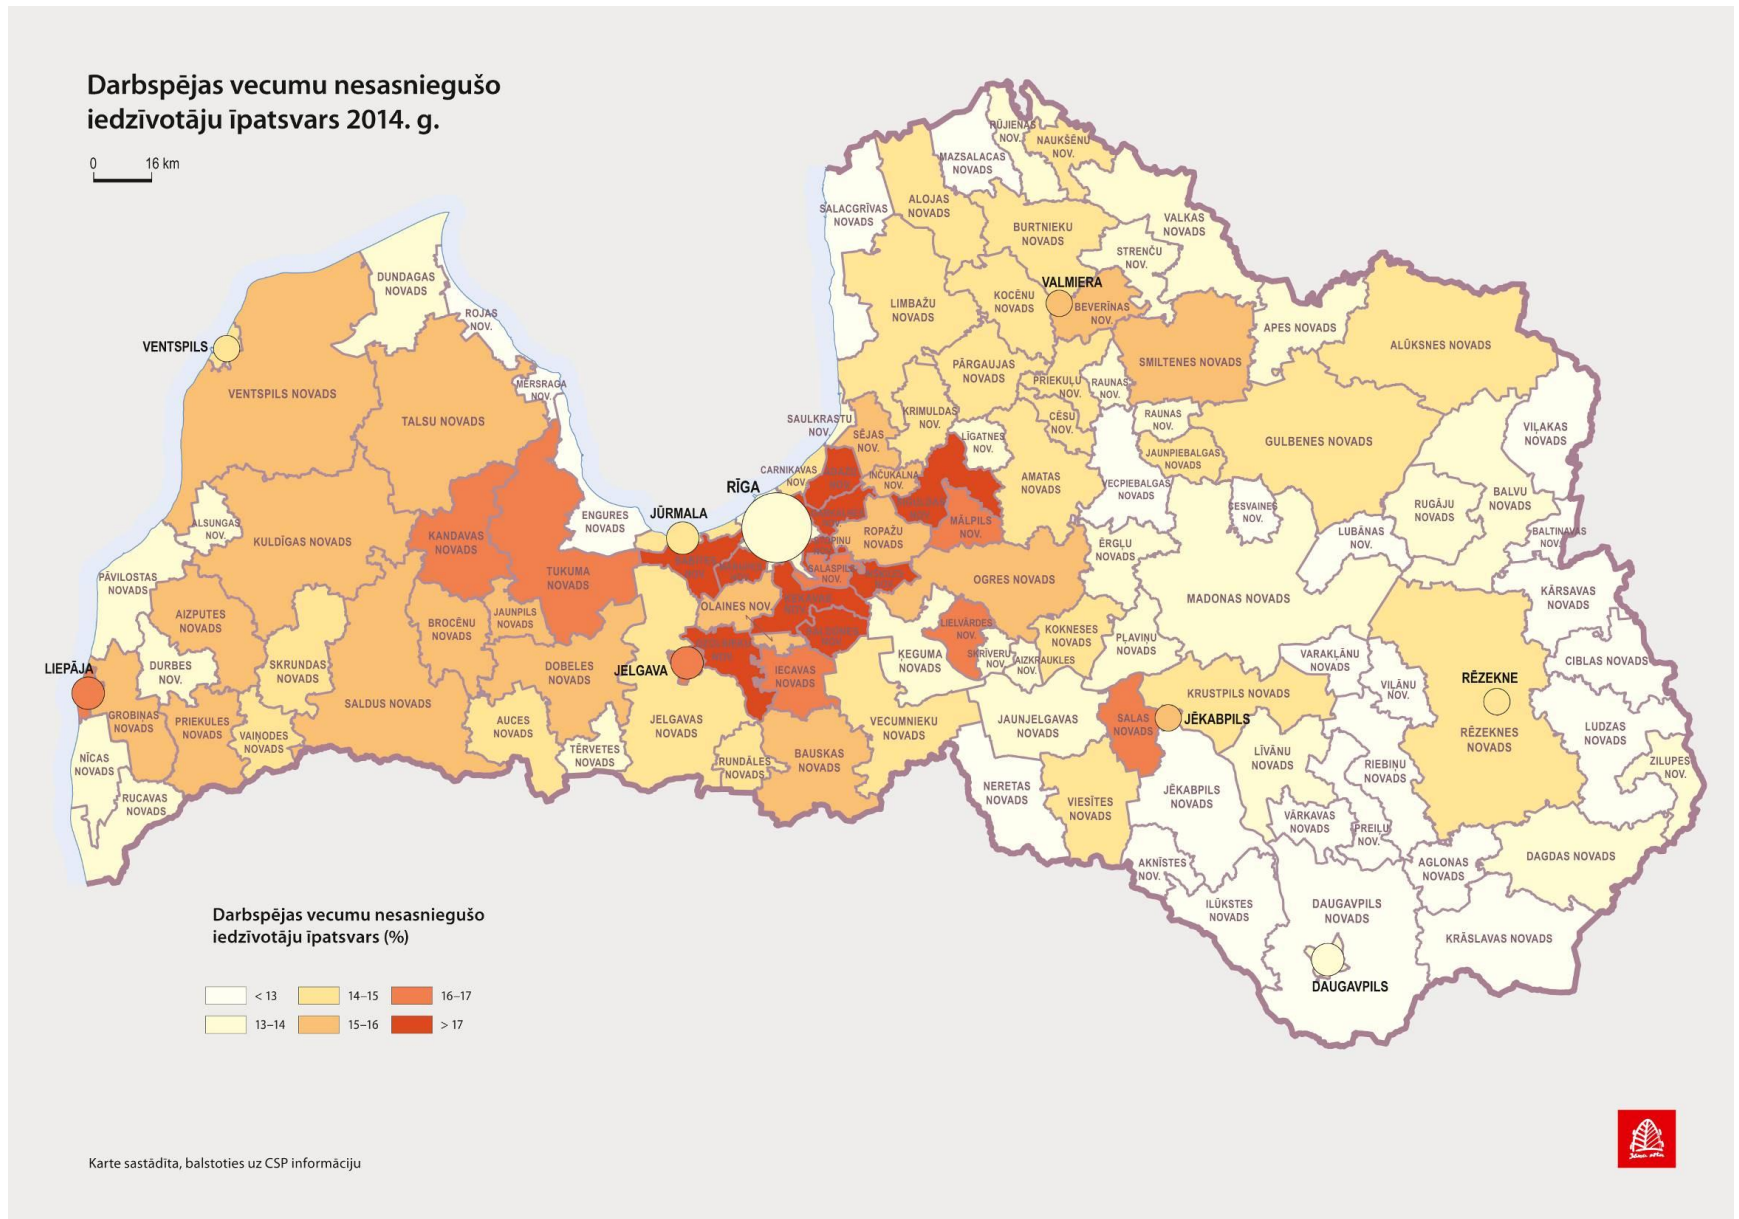 Darbspējas vecumu nesasniegušo
iedzīvotāju īpatsvars 2014. g.
0 16 km
RŪJIENAS
NOV.
NAUKŠĒNU
NOV.
MAZSALACAS
NOVADS
SALACGRĪVAS
NOVADS
ALOJAS
NOVADS
BURTNIEKU
NOVADS
VALKAS
NOVADS
STRENČU
NOV.
DUNDAGAS
NOVADS
ROJAS
NOV.
LIMBAŽU
NOVADS
KOCĒNU
NOVADS
VALMIERA
BEVERĪNAS
NOV.
APES NOVADS
ALŪKSNES NOVADS
VENTSPILS
VENTSPILS NOVADS
TALSU NOVADS
MĒRSRAGA
NOV.
PĀRGAUJAS
NOVADS
PRIEKUĻU
NOV.
RAUNAS
NOV.
SMILTENES NOVADS
SAULKRASTU
NOV.
SĒJAS
NOV.
KRIMULDAS
NOV.
LĪGATNES
NOV.
CĒSU
NOV.
RAUNAS
NOV.
JAUNPIEBALGAS
NOVADS
GULBENES NOVADS
VIĻAKAS
NOVADS
CARNIKAVAS
NOV.
INČUKALNA
NOV.
AMATAS
NOVADS
VECPIEBALGAS
NOVADS
CESVAINES
NOV.
RUGĀJU
NOVADS
BALVU
NOVADS
BALTINAVAS
NOV.
LUBĀNAS
NOV.
ALSUNGAS
NOV.
KULDĪGAS NOVADS
KANDAVAS
NOVADS
TUKUMA
NOVADS
ENGURES
NOVADS
JŪRMALA
RĪGA
ROPAŽU
NOVADS
MĀLPILS
NOV.
SALASPILS
NOV.
ĒRGĻU
NOVADS
OGRES NOVADS
MADONAS NOVADS
KĀRSAVAS
NOVADS
PĀVILOSTAS
NOVADS
AIZPUTES
NOVADS
BROCĒNU
NOVADS
JAUNPILS
NOVADS
OLAINES NOV.
LIELVĀRDES
NOV.
KOKNESES
NOVADS
PĻAVIŅU
NOVADS
SKRĪVERU
NOV.
AIZKRAUKLES
NOV.
ĶEGUMA
NOVADS
VARAKĻĀNU
NOVADS
VIĻĀNU
NOV.
CIBLAS NOVADS
LIEPĀJA
DURBES
NOV.
SKRUNDAS
NOVADS
SALDUS NOVADS
DOBELES
NOVADS
JELGAVA
IECAVAS
NOVADS
KRUSTPILS NOVADS
RĒZEKNE
RĒZEKNES
NOVADS
LUDZAS
NOVADS
GROBIŅAS
NOVADS
PRIEKULES
NOVADS
VAIŅODES
NOVADS
AUCES
NOVADS
TĒRVETES
NOVADS
JELGAVAS
NOVADS
RUNDĀLES
NOVADS
BAUSKAS
NOVADS
VECUMNIEKU
NOVADS
JAUNJELGAVAS
NOVADS
SALAS
NOVADS
JĒKABPILS
LĪVĀNU
NOVADS
RIEBIŅU
NOVADS
ZILUPES
NOV.
NĪCAS
NOVADS
RUCAVAS
NOVADS
NERETAS
NOVADS
VIESĪTES
NOVADS
JĒKABPILS
NOVADS
VĀRKAVAS
NOVADS
PREIĻU
NOV.
AKNĪSTES
NOV.
AGLONAS
NOVADS
DAGDAS NOVADS
ILŪKSTES
NOVADS
DAUGAVPILS
NOVADS
KRĀSLAVAS NOVADS
DAUGAVPILS
Darbspējas vecumu nesasniegušo
iedzīvotāju īpatsvars (%)
< 13 14–15 16–17
13–14 15–16 > 17
Karte sastādīta, balstoties uz CSP informāciju
Jāņa sēta